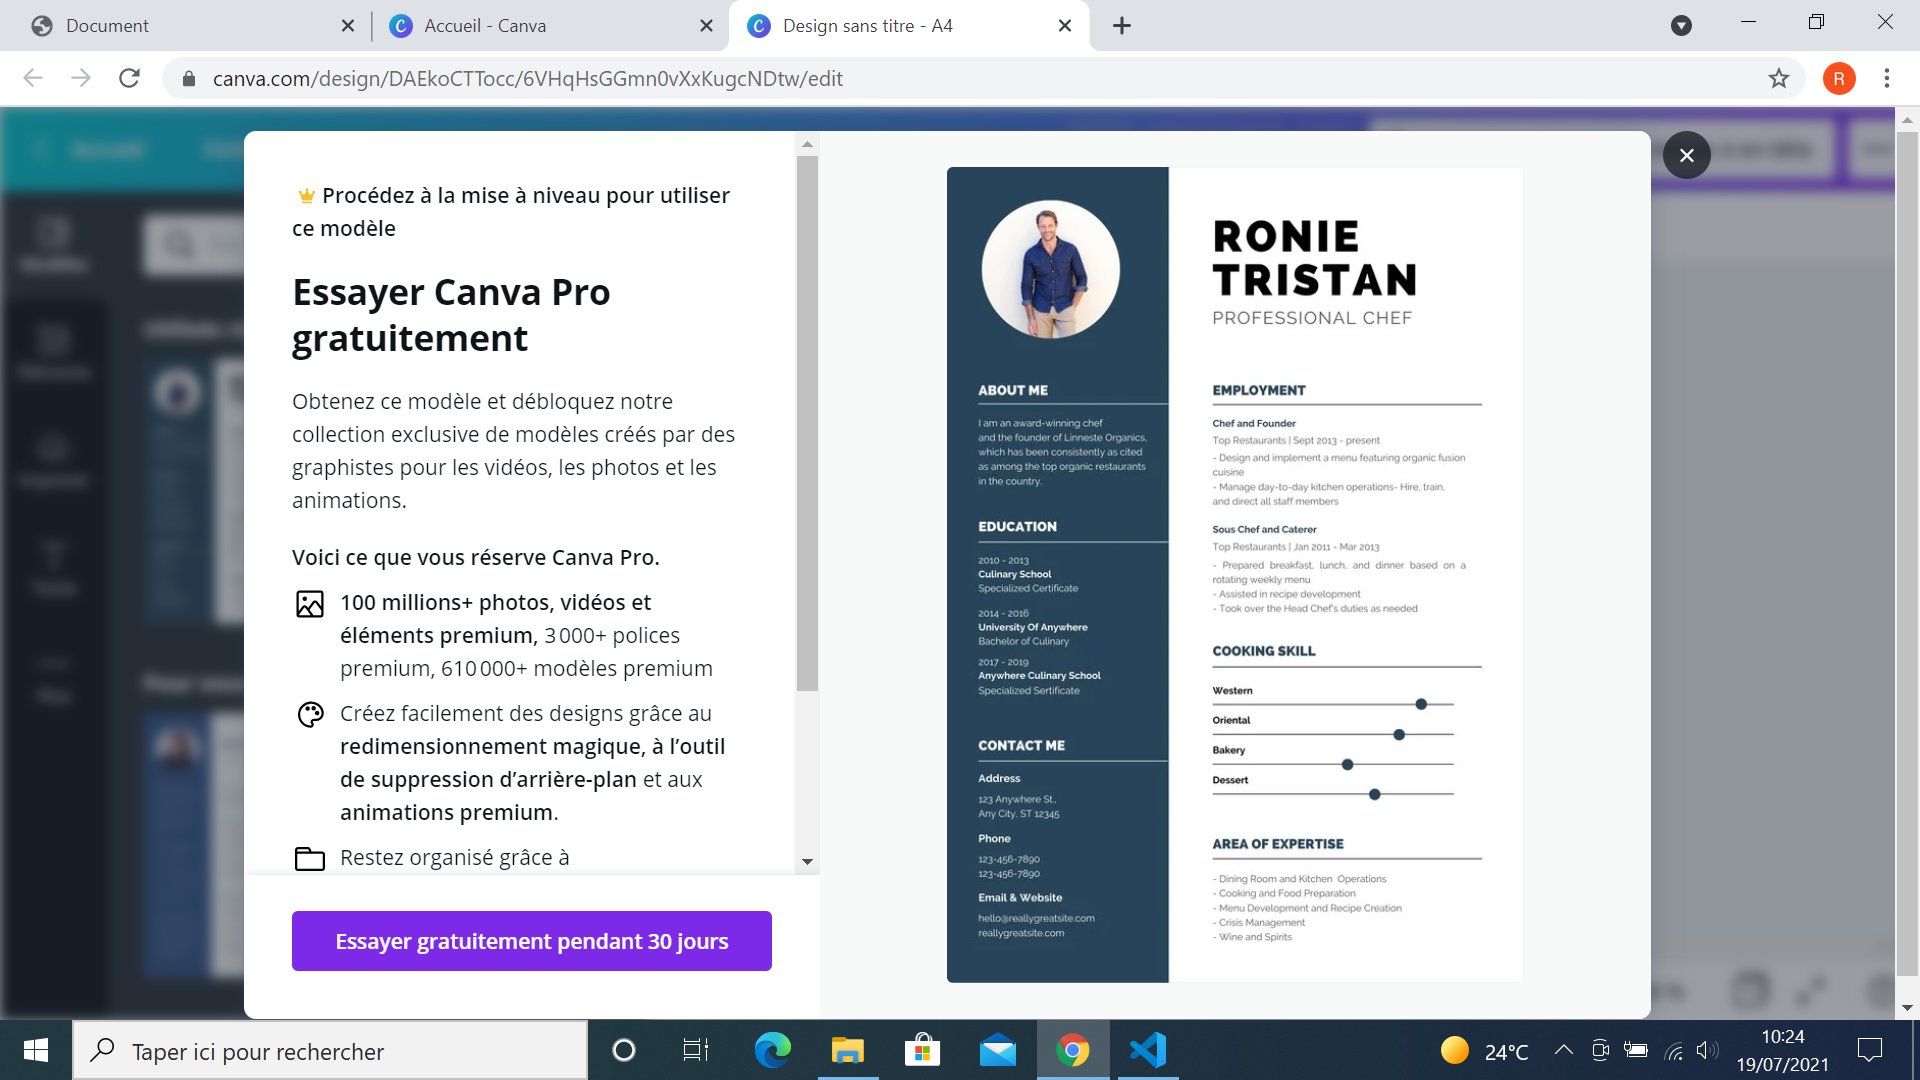 Document
Accueil - Canva
Design sans titre - A4
canva.com/design/DAEkoCTTocc/6VHqHsGGmn0vXxKugcNDtw/edit
R
Procédez à la mise à niveau pour utiliser
ce modèle
Essayer Canva Pro
gratuitement
Obtenez ce modèle et débloquez notre
collection exclusive de modèles créés par des
graphistes pour les vidéos, les photos et les
animations.
Voici ce que vous réserve Canva Pro.
100 millions+ photos, vidéos et
éléments premium, 3 000+ polices
premium, 610 000+ modèles premium
Créez facilement des designs grâce au
redimensionnement magique, à l’outil
de suppression d’arrière-plan et aux
animations premium.
Restez organisé grâce à
Essayer gratuitement pendant 30 jours
RONIE
TRISTAN
PROFESSIONAL CHEF
ABOUT ME
I am an award-winning chef
and the founder of Linneste Organics,
which has been consistently as cited
as among the top organic restaurants
in the country.
EDUCATION
2010 - 2013
Culinary School
Specialized Certificate
2014 - 2016
University Of Anywhere
Bachelor of Culinary
2017 - 2019
Anywhere Culinary School
Specialized Sertificate
CONTACT ME
Address
123 Anywhere St.,
Any City, ST 12345
Phone
123-456-7890
123-456-7890
Email & Website
hello@reallygreatsite.com
reallygreatsite.com
EMPLOYMENT
Chef and Founder
Top Restaurants | Sept 2013 - present
- Design and implement a menu featuring organic fusion
cuisine
- Manage day-to-day kitchen operations- Hire, train,
and direct all staff members
Sous Chef and Caterer
Top Restaurants | Jan 2011 - Mar 2013
- Prepared breakfast, lunch, and dinner based on a
rotating weekly menu
- Assisted in recipe development
- Took over the Head Chef's duties as needed
COOKING SKILL
Western
Oriental
Bakery
Dessert
AREA OF EXPERTISE
- Dining Room and Kitchen Operations
- Cooking and Food Preparation
- Menu Development and Recipe Creation
- Crisis Management
- Wine and Spirits
Taper ici pour rechercher
24°C
10:24
19/07/2021